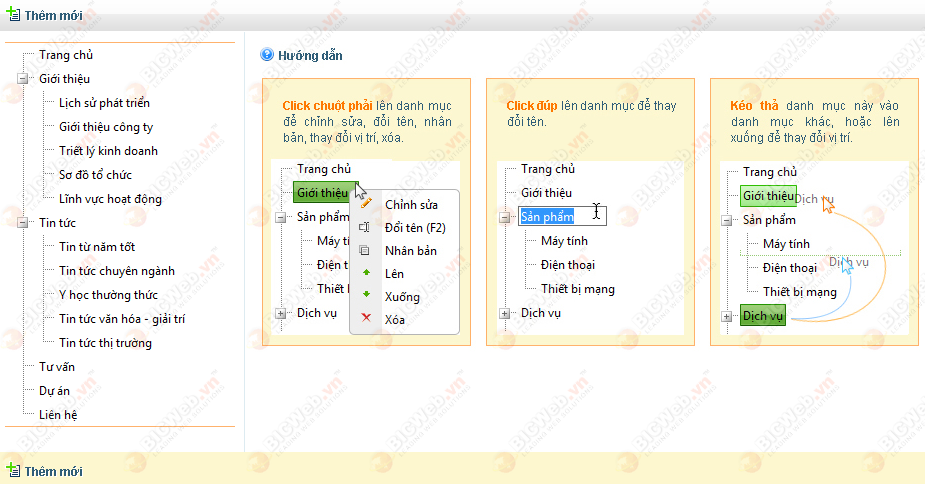 Thêm mới
Trang chủ
Giới thiệu
Lịch sử phát triển
Giới thiệu công ty
Triết lý kinh doanh
Sơ đồ tổ chức
Lĩnh vực hoạt động
Tin tức
Tin từ năm tốt
Tin tức chuyên ngành
Y học thường thức
Tin tức văn hóa - giải trí
Tin tức thị trường
Tư vấn
Dự án
Liên hệ
Hướng dẫn
Click chuột phải lên danh mục
để chỉnh sửa, đổi tên, nhân
bản, thay đổi vị trí, xóa.
Trang chủ
Giới thiệu
Sản phẩm
Máy tí
Điện t
Thiết b
Dịch vụ
Chỉnh sửa
Đổi tên (F2)
Nhân bản
Lên
Xuống
Xóa
Click đúp lên danh mục để thay
đổi tên.
Trang chủ
Giới thiệu
Sản phẩm
Máy tính
Điện thoại
Thiết bị mạng
Dịch vụ
Kéo thả danh mục này vào
danh mục khác, hoặc lên
xuống để thay đổi vị trí.
Trang chủ
Giới thiệu Dịch vụ
Sản phẩm
Máy tính
Dịch vụ
Điện thoại
Thiết bị mạng
Dịch vụ
Thêm mới
BICWeb.vn